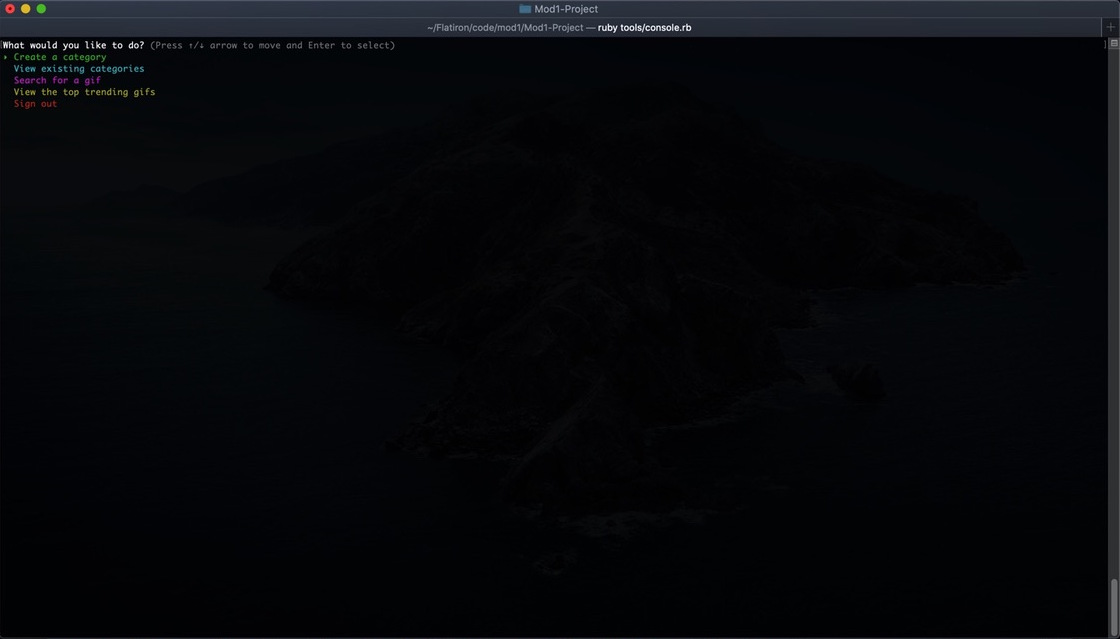 Mod1-Project
~/Flatiron/code/mod1/Mod1-Project — ruby tools/console.rb
What would you like to do? (Press ↑/↓ arrow to move and Enter to select)
‣ Create a category
View existing categories
Search for a gif
View the top trending gifs
Sign out